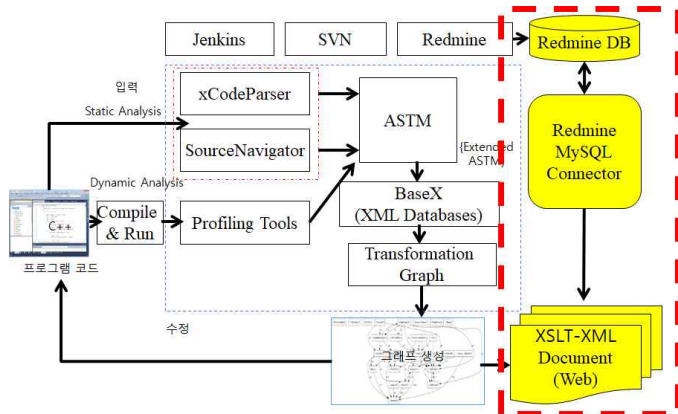 Jenkins
SVN
Redmine
Redmine DB
입력
Static Analysis
xCodeParser
SourceNavigator
ASTM
{Extended
ASTM}
Redmine
MySQL
Connector
Dynamic Analysis
C++
프로그램 코드
Compile
& Run
Profiling Tools
BaseX
(XML Databases)
Transformation
Graph
수정
그래프 생성
XSLT-XML
Document
(Web)